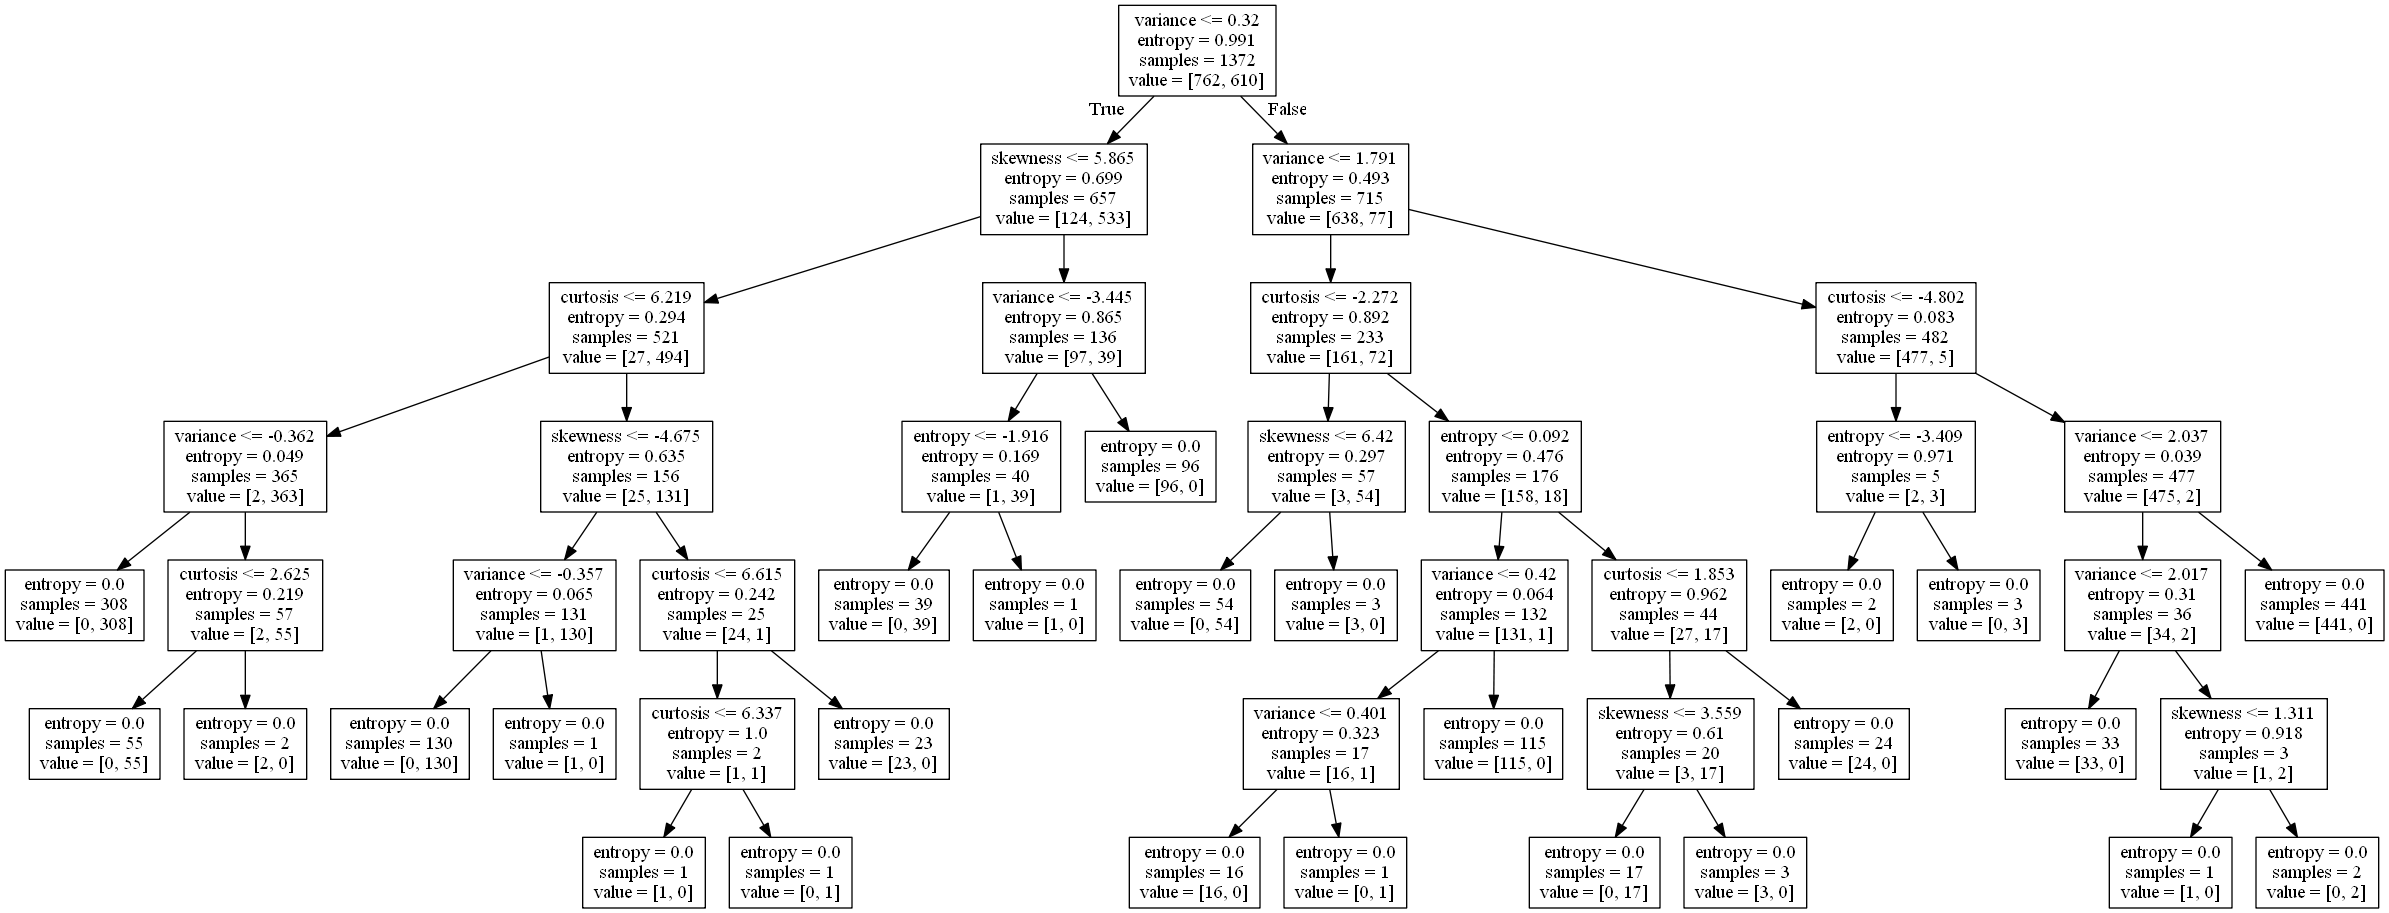 variance <= 0.32
entropy = 0.991
samples = 1372
value = [762, 610]
True
False
skewness <= 5.865
entropy = 0.699
samples = 657
value = [124, 533]
variance <= 1.791
entropy = 0.493
samples = 715
value = [638, 77]
curtosis <= 6.219
entropy = 0.294
samples = 521
value = [27, 494]
variance <= -3.445
entropy = 0.865
samples = 136
value = [97, 39]
curtosis <= -2.272
entropy = 0.892
samples = 233
value = [161, 72]
curtosis <= -4.802
entropy = 0.083
samples = 482
value = [477, 5]
variance <= -0.362
entropy = 0.049
samples = 365
value = [2, 363]
skewness <= -4.675
entropy = 0.635
samples = 156
value = [25, 131]
entropy <= -1.916
entropy = 0.169
samples = 40
value = [1, 39]
entropy = 0.0
samples = 96
value = [96, 0]
skewness <= 6.42
entropy = 0.297
samples = 57
value = [3, 54]
entropy <= 0.092
entropy = 0.476
samples = 176
value = [158, 18]
entropy <= -3.409
entropy = 0.971
samples = 5
value = [2, 3]
variance <= 2.037
entropy = 0.039
samples = 477
value = [475, 2]
entropy = 0.0
samples = 308
value = [0, 308]
curtosis <= 2.625
entropy = 0.219
samples = 57
value = [2, 55]
variance <= -0.357
entropy = 0.065
samples = 131
value = [1, 130]
curtosis <= 6.615
entropy = 0.242
samples = 25
value = [24, 1]
entropy = 0.0
samples = 39
value = [0, 39]
entropy = 0.0
samples = 1
value = [1, 0]
entropy = 0.0
samples = 54
value = [0, 54]
entropy = 0.0
samples = 3
value = [3, 0]
variance <= 0.42
entropy = 0.064
samples = 132
value = [131, 1]
curtosis <= 1.853
entropy = 0.962
samples = 44
value = [27, 17]
entropy = 0.0
samples = 2
value = [2, 0]
entropy = 0.0
samples = 3
value = [0, 3]
variance <= 2.017
entropy = 0.31
samples = 36
value = [34, 2]
entropy = 0.0
samples = 441
value = [441, 0]
entropy = 0.0
samples = 55
value = [0, 55]
entropy = 0.0
samples = 2
value = [2, 0]
entropy = 0.0
samples = 130
value = [0, 130]
entropy = 0.0
samples = 1
value = [1, 0]
curtosis <= 6.337
entropy = 1.0
samples = 2
value = [1, 1]
entropy = 0.0
samples = 23
value = [23, 0]
variance <= 0.401
entropy = 0.323
samples = 17
value = [16, 1]
entropy = 0.0
samples = 115
value = [115, 0]
skewness <= 3.559
entropy = 0.61
samples = 20
value = [3, 17]
entropy = 0.0
samples = 24
value = [24, 0]
entropy = 0.0
samples = 33
value = [33, 0]
skewness <= 1.311
entropy = 0.918
samples = 3
value = [1, 2]
entropy = 0.0
samples = 1
value = [1, 0]
entropy = 0.0
samples = 1
value = [0, 1]
entropy = 0.0
samples = 16
value = [16, 0]
entropy = 0.0
samples = 1
value = [0, 1]
entropy = 0.0
samples = 17
value = [0, 17]
entropy = 0.0
samples = 3
value = [3, 0]
entropy = 0.0
samples = 1
value = [1, 0]
entropy = 0.0
samples = 2
value = [0, 2]